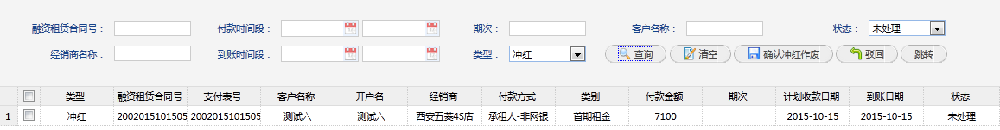 融资租赁合同号： 付款时间段： - 期次： 客户名称： 状态： 未处理
经销商名称： 到账时间段： - 类型： 冲红 查询 清空 确认冲红作废 驳回 跳转
类型 融资租赁合同号 支付表号 客户名称 开户名 经销商 付款方式 类别 付款金额 期次 计划收款日期 到账日期 状态
1 冲红 2002015101505 2002015101505 测试六 测试六 西安五菱4S店 承租人-非网银 首期租金 7100 2015-10-15 2015-10-15 未处理